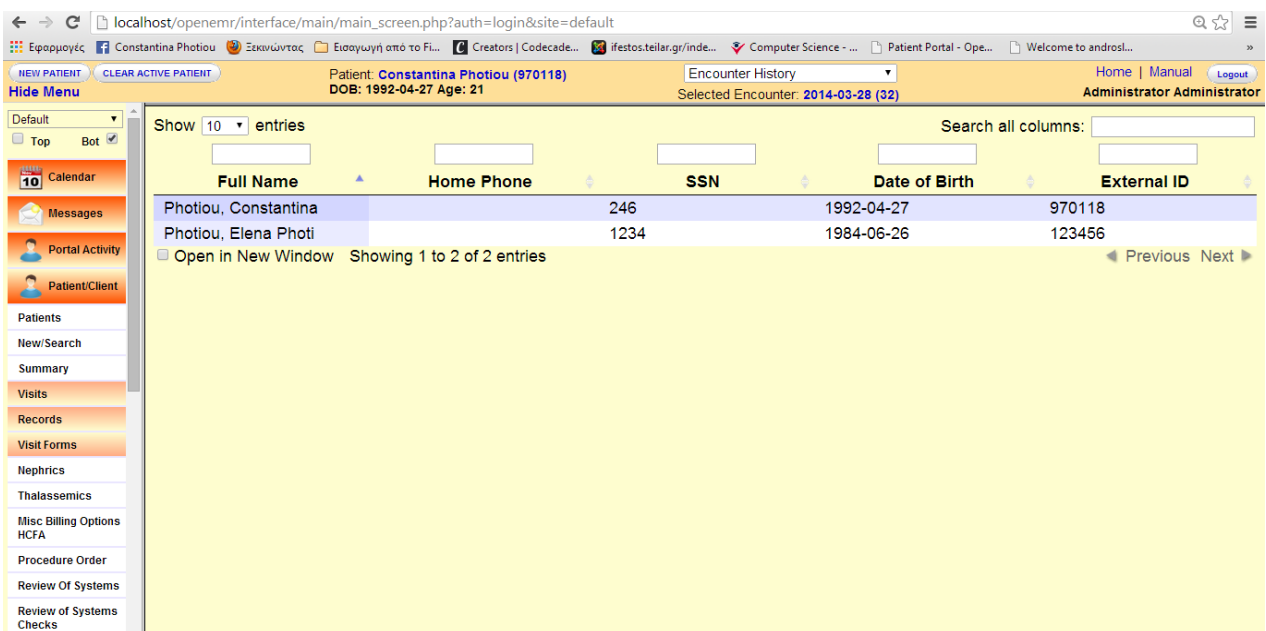 localhost/openemr/interface/main/main_screen.php?auth=login&site=default
Εφαρμογές Constantina Photiou Ξεκινώντας Εισαγωγή από το Fi... Creators | Codecade... ifestos.teilar.gr/inde... Computer Science - ... Patient Portal - Ope... Welcome to androsl... »
NEW PATIENT CLEAR ACTIVE PATIENT Patient: Constantina Photiou (970118) Encounter History Home | Manual Logout
Hide Menu DOB: 1992-04-27 Age: 21 Selected Encounter: 2014-03-28 (32) Administrator Administrator
Default
Top Bot
10 Calendar
Messages
Portal Activity
Patient/Client
Patients
New/Search
Summary
Visits
Records
Visit Forms
Nephrics
Thalassemics
Misc Billing Options
HCFA
Procedure Order
Review Of Systems
Review of Systems
Checks
Show 10 entries Search all columns:
Full Name Home Phone SSN Date of Birth External ID
Photiou, Constantina 246 1992-04-27 970118
Photiou, Elena Photi 1234 1984-06-26 123456
Open in New Window Showing 1 to 2 of 2 entries Previous Next